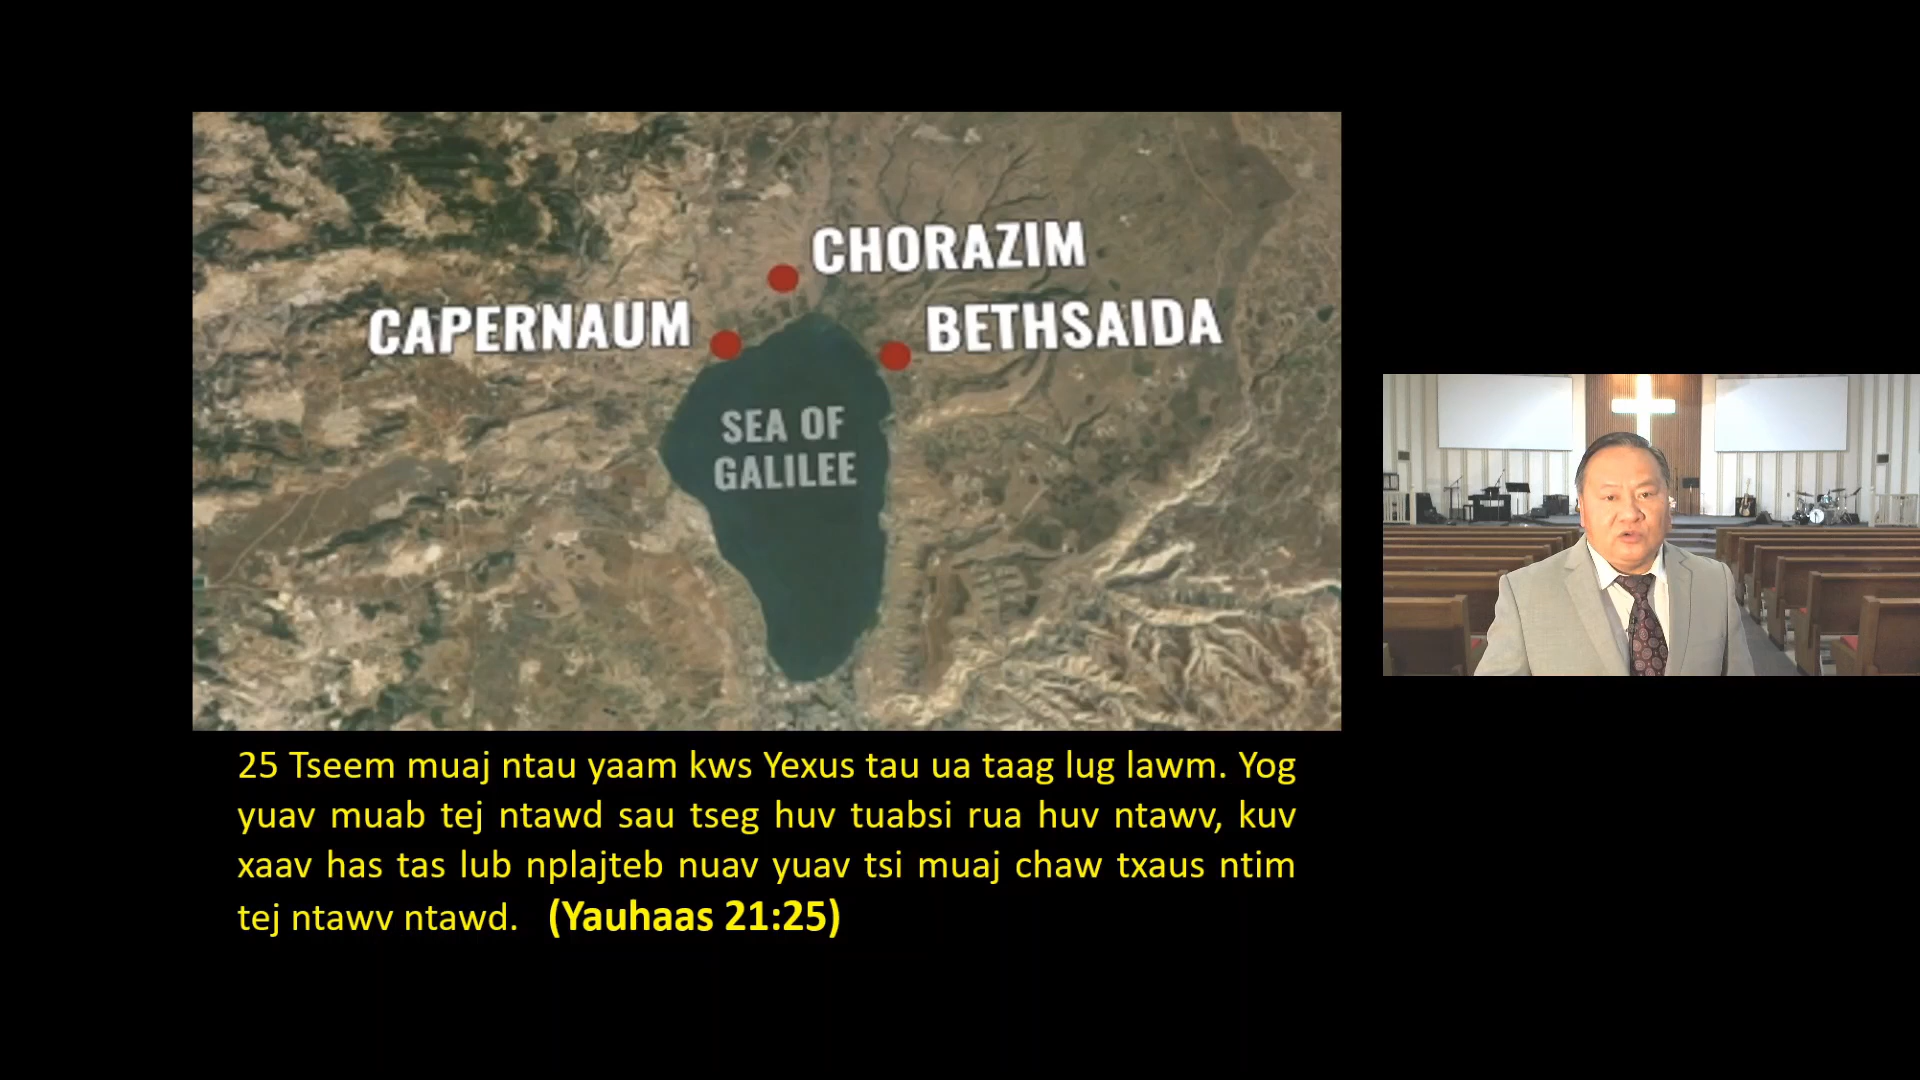 CHORAZIM
CAPERNAUM
BETHSAIDA
SEA OF
GALILEE
25 Tseem muaj ntau yaam kws Yexus tau ua taag lug lawm. Yog
yuav muab tej ntawd sau tseg huv tuabsi rua huv ntawv, kuv
xaav has tas lub nplajteb nuav yuav tsi muaj chaw txaus ntim
tej ntawv ntawd. (Yauhaas 21:25)